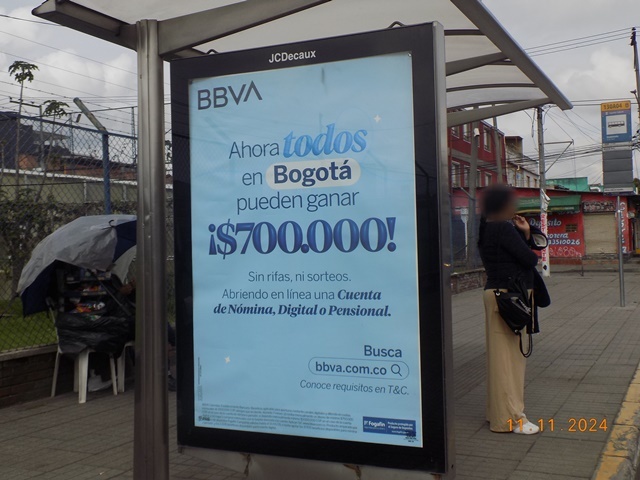 JCDecaux
BBVA
Ahora todos
en Bogotá
pueden ganar
¡$700.000!
Sin rifas, ni sorteos.
Abriendo en línea una Cuenta
de Nómina, Digital o Pensional.
Busca
bbva.com.co
Conoce requisitos en T&C.
Fogafín
11 11 2024